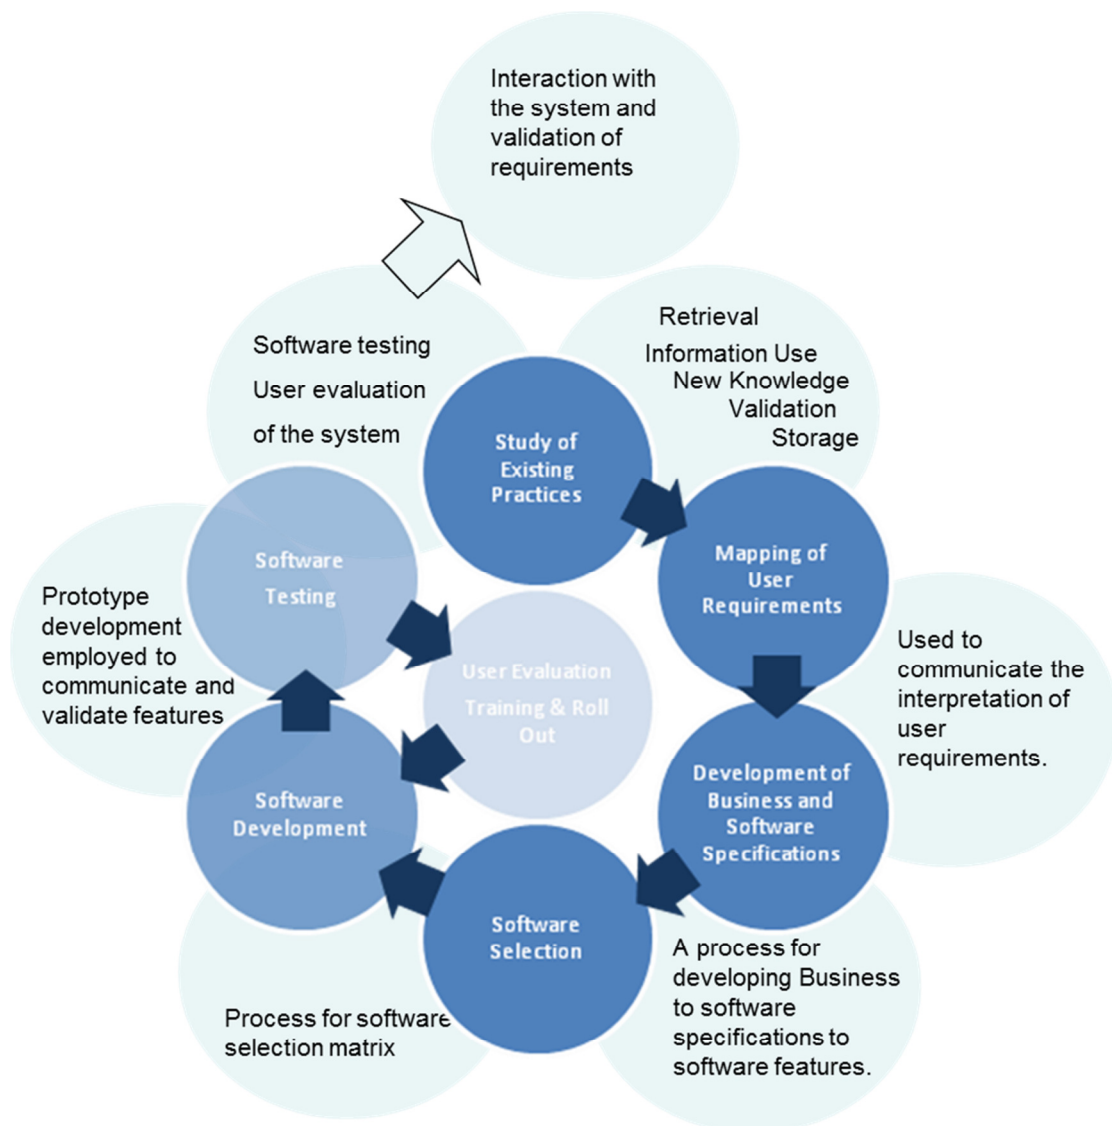 Interaction with
the system and
validation of
requirements
Retrieval
Information Use
New Knowledge
Validation
Storage
Software testing
User evaluation
of the system
Study of
Existing
Practices
Mapping of
User
Requirements
Software
Testing
Prototype
development
employed to
communicate and
validate features
User Evaluation
Training & Roll
Out
Used to
communicate the
interpretation of
user
requirements.
Development of
Business and
Software
Specifications
Software
Development
Software
Selection
A process for
developing Business
to software
specifications to
software features.
Process for software
selection matrix